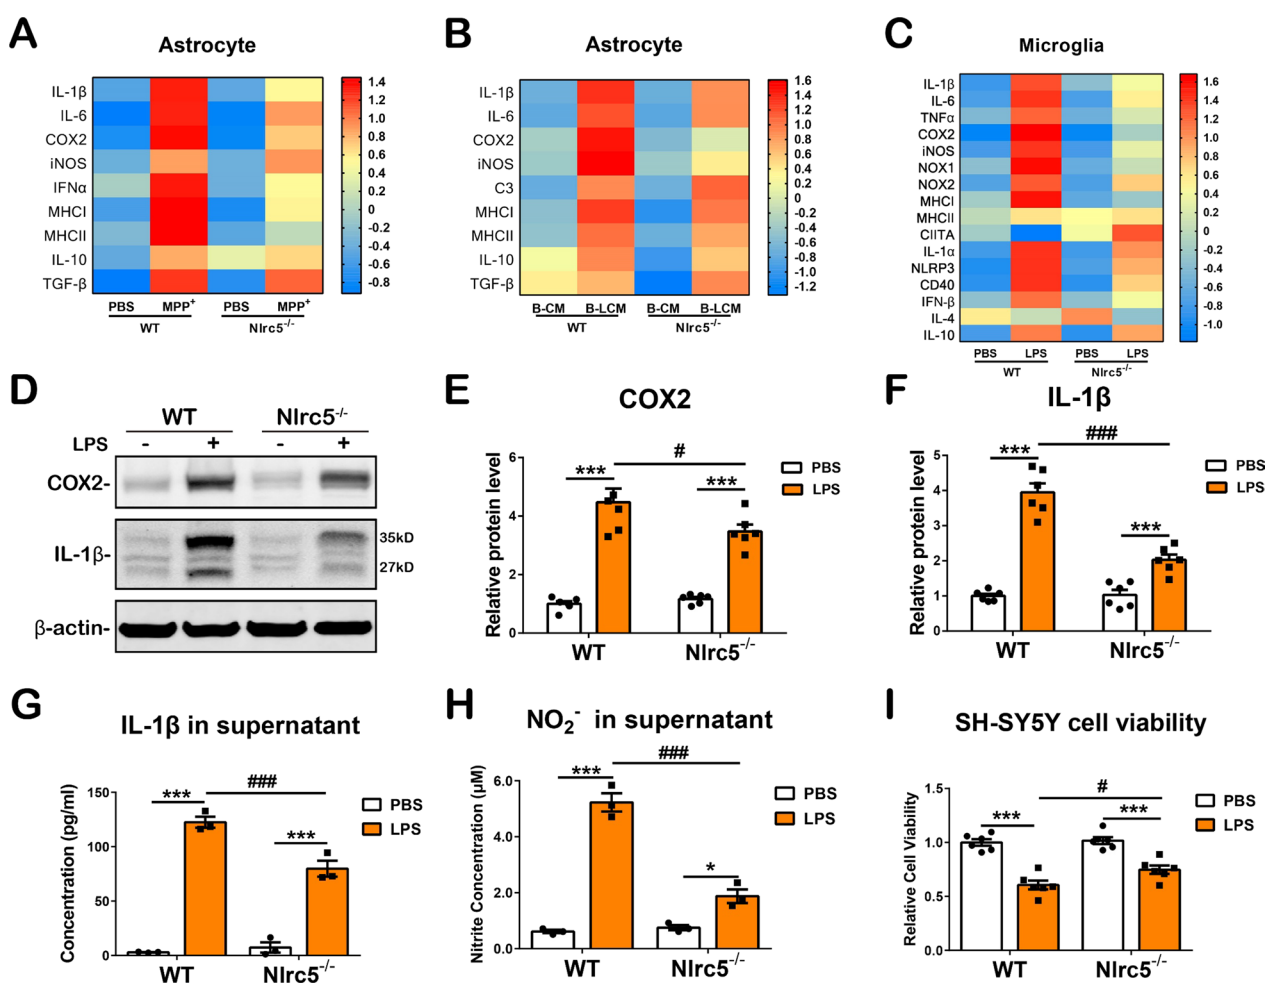 A
Astrocyte
IL-1β
IL-6
COX2
iNOS
IFNα
MHCI
MHCII
IL-10
TGF-β
1.4
1.2
1.0
0.8
0.6
0.4
0.2
0
-0.2
-0.4
-0.6
-0.8
PBS MPP⁺ PBS MPP⁺
WT Nlrc5⁻/⁻
B
Astrocyte
IL-1β
IL-6
COX2
iNOS
C3
MHCI
MHCII
IL-10
TGF-β
1.6
1.4
1.2
1.0
0.8
0.6
0.4
0.2
0
-0.2
-0.4
-0.6
-0.8
-1.0
-1.2
B-CM B-LCM B-CM B-LCM
WT Nlrc5⁻/⁻
C
Microglia
IL-1β
IL-6
TNFα
COX2
iNOS
NOX1
NOX2
MHCI
MHCII
CIITA
IL-1α
NLRP3
CD40
IFN-β
IL-4
IL-10
1.6
1.4
1.2
1.0
0.8
0.6
0.4
0.2
0
-0.2
-0.4
-0.6
-0.8
-1.0
PBS LPS PBS LPS
WT Nlrc5⁻/⁻
D
WT Nlrc5⁻/⁻
LPS - + - +
COX2-
IL-1β-
35kD
27kD
β-actin-
E
COX2
Relative protein level
6
4
2
0
*** # ***
PBS
LPS
WT Nlrc5⁻/⁻
F
IL-1β
Relative protein level
5
4
3
2
1
0
*** ### ***
PBS
LPS
WT Nlrc5⁻/⁻
G
IL-1β in supernatant
Concentration (pg/ml)
150
100
50
0
*** ### ***
PBS
LPS
WT Nlrc5⁻/⁻
H
NO₂⁻ in supernatant
Nitrite Concentration (μM)
6.0
4.0
2.0
0.0
*** ### *
PBS
LPS
WT Nlrc5⁻/⁻
I
SH-SY5Y cell viability
Relative Cell Viability
1.5
1.0
0.5
0.0
*** # ***
PBS
LPS
WT Nlrc5⁻/⁻